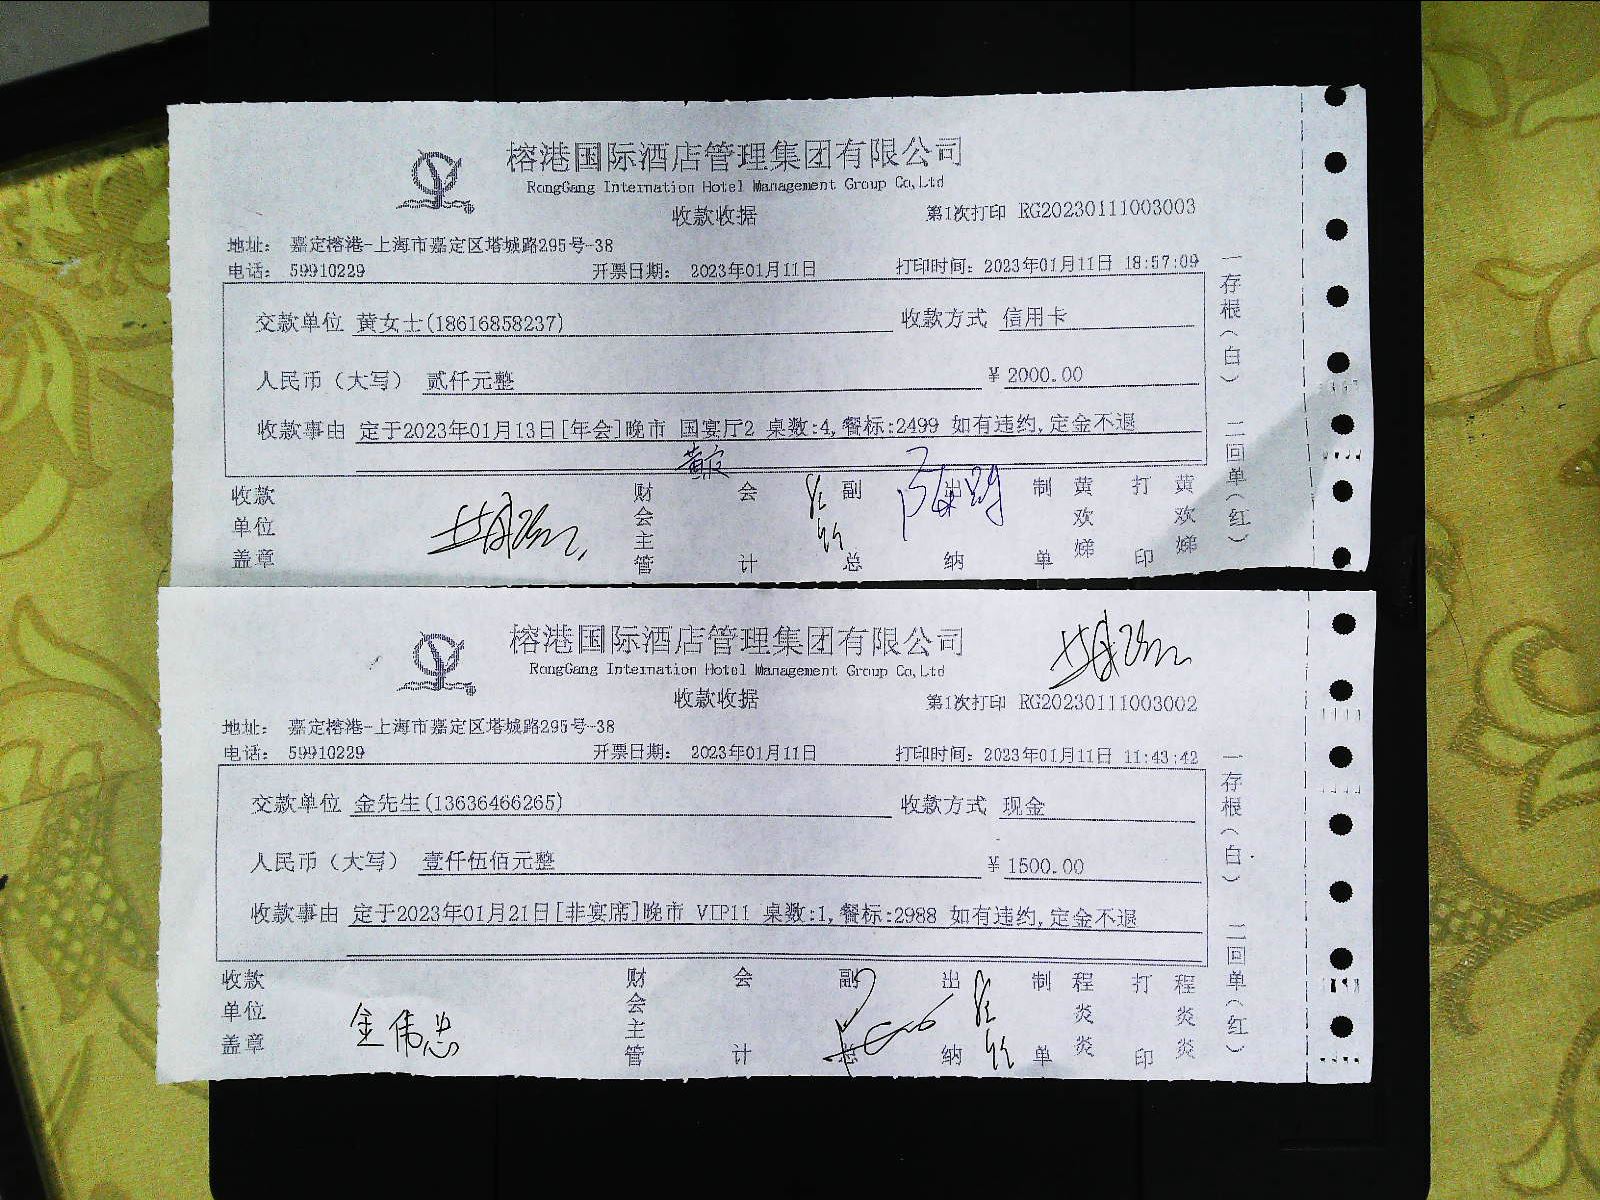 榕港国际酒店管理集团有限公司
RongGang Internation Hotel Management Group Co,Ltd
收款收据 第1次打印 RG20230111003003
地址： 嘉定榕港-上海市嘉定区塔城路295号-38
电话： 59910229 开票日期： 2023年01月11日 打印时间：2023年01月11日 18:57:09
交款单位 黄女士(18616858237) 收款方式 信用卡
人民币（大写） 贰仟元整 ¥ 2000.00
收款事由 定于2023年01月13日[年会]晚市 国宴厅2 桌数:4,餐标:2499 如有违约,定金不退
收款单位盖章 财会主管 会计 副总 出纳 制单 黄欢娣 打印 黄欢娣
一存根（白） 二回单（红）
榕港国际酒店管理集团有限公司
RongGang Internation Hotel Management Group Co,Ltd
收款收据 第1次打印 RG20230111003002
地址： 嘉定榕港-上海市嘉定区塔城路295号-38
电话： 59910229 开票日期： 2023年01月11日 打印时间：2023年01月11日 11:43:42
交款单位 金先生(13636466265) 收款方式 现金
人民币（大写） 壹仟伍佰元整 ¥ 1500.00
收款事由 定于2023年01月21日[非宴席]晚市 VIP11 桌数:1,餐标:2988 如有违约,定金不退
收款单位盖章 金伟忠 财会主管 会计 副总 出纳 制单 程炎炎 打印 程炎炎
一存根（白） 二回单（红）